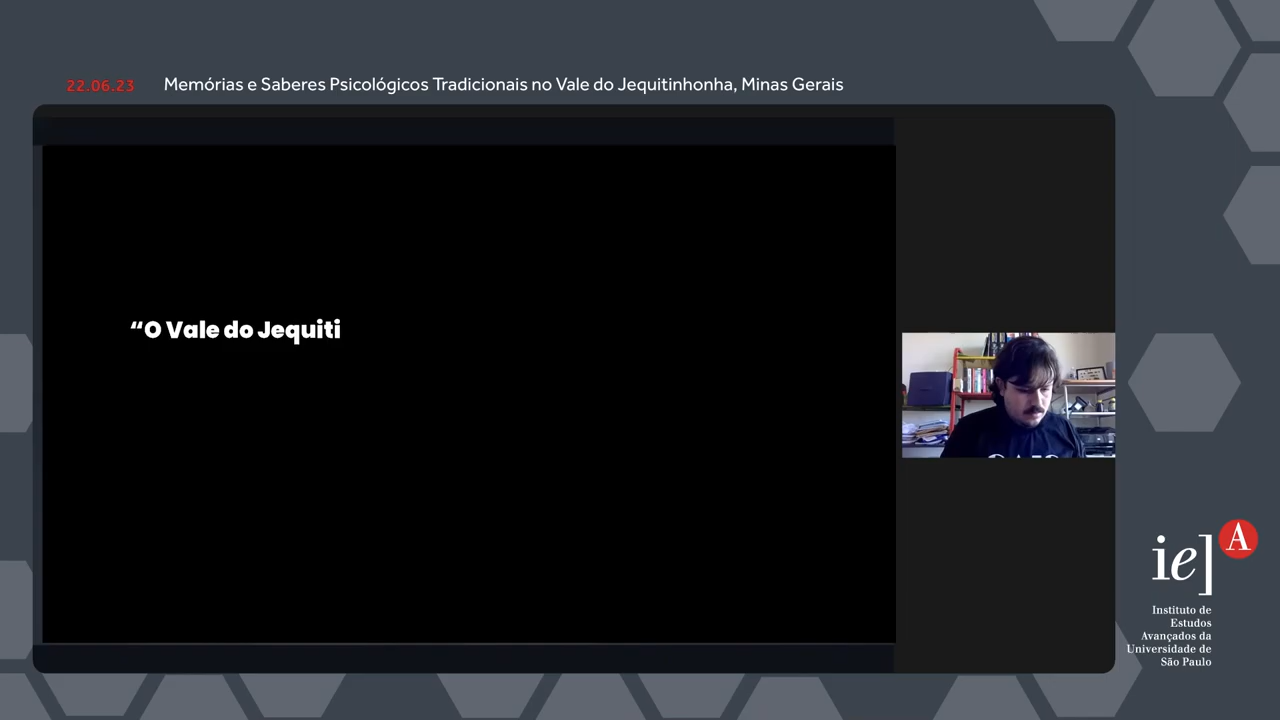 22.06.23 Memórias e Saberes Psicológicos Tradicionais no Vale do Jequitinhonha, Minas Gerais
“O Vale do Jequiti
ie]A
Instituto de
Estudos
Avançados da
Universidade de
São Paulo